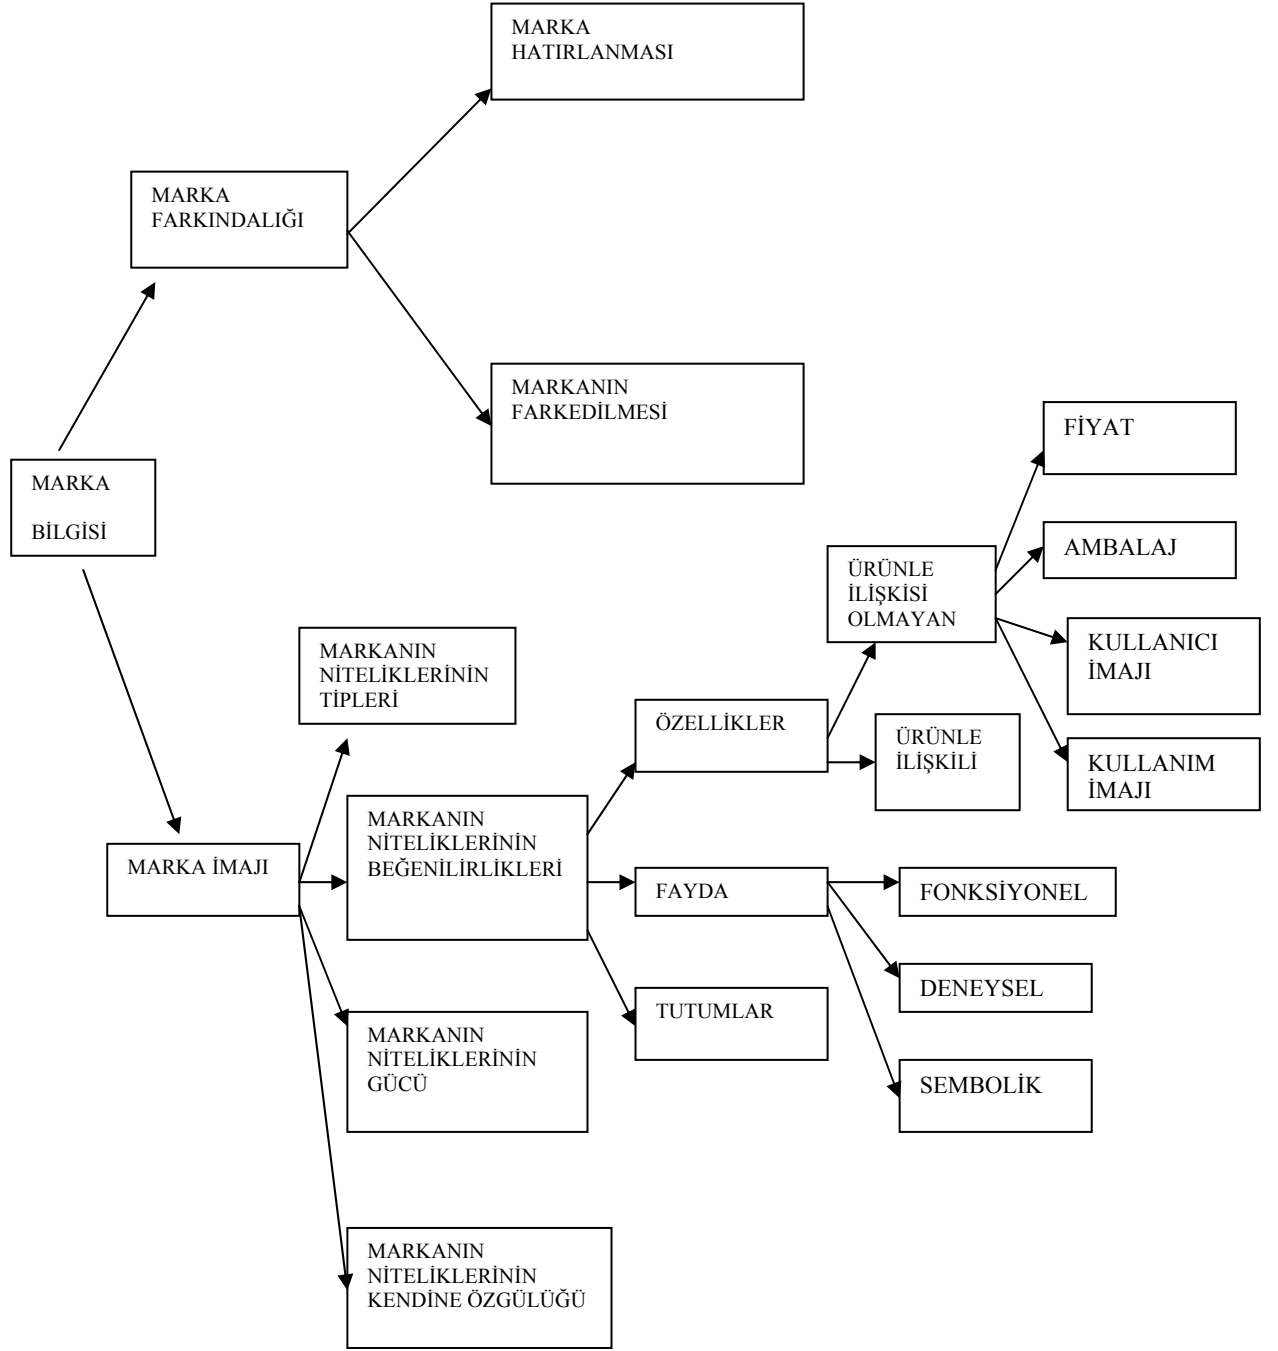 MARKA
HATIRLANMASI
MARKA
FARKINDALIĞI
MARKANIN
FARKEDİLMESİ
MARKA
BİLGİSİ
FİYAT
AMBALAJ
ÜRÜNLE
İLİŞKİSİ
OLMAYAN
KULLANICI
İMAJI
MARKANIN
NİTELİKLERİNİN
TİPLERİ
ÖZELLİKLER
ÜRÜNLE
İLİŞKİLİ
KULLANIM
İMAJI
MARKA İMAJI
MARKANIN
NİTELİKLERİNİN
BEĞENİLİRLİKLERİ
FAYDA
FONKSİYONEL
DENEYSEL
TUTUMLAR
MARKANIN
NİTELİKLERİNİN
GÜCÜ
SEMBOLİK
MARKANIN
NİTELİKLERİNİN
KENDİNE ÖZGÜLÜĞÜ